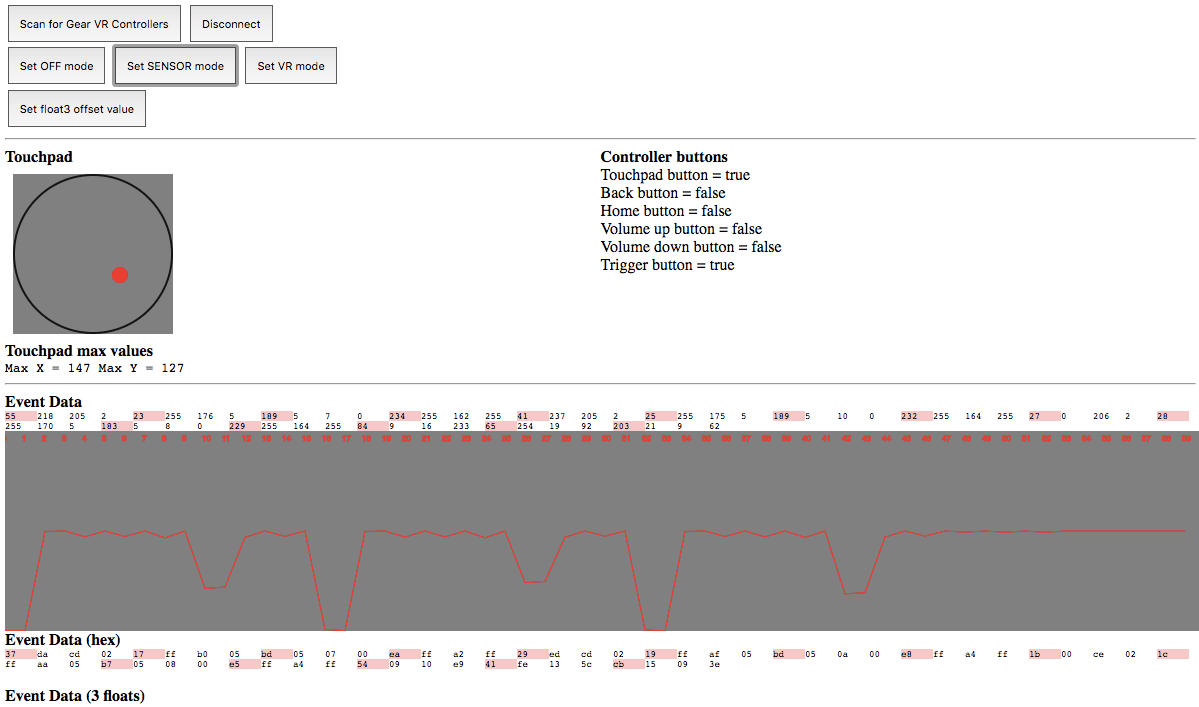 Scan for Gear VR Controllers Disconnect
Set OFF mode Set SENSOR mode Set VR mode
Set float3 offset value
Touchpad
Controller buttons
Touchpad button = true
Back button = false
Home button = false
Volume up button = false
Volume down button = false
Trigger button = true
Touchpad max values
Max X = 147 Max Y = 127
Event Data
55 218 205 2 23 255 176 5 189 5 7 0 234 255 162 255 41 237 205 2 25 255 175 5 189 5 10 0 232 255 164 255 27 0 206 2 28
255 170 5 183 5 8 0 229 255 164 255 84 9 16 233 65 254 19 92 203 21 9 62
1 2 3 4 5 6 7 8 9 10 11 12 13 14 15 16 17 18 19 20 21 22 23 24 25 26 27 28 29 30 31 32 33 34 35 36 37 38 39 40 41 42 43 44 45 46 47 48 49 50 51 52 53 54 55 56 57 58 59
Event Data (hex)
37 da cd 02 17 ff b0 05 bd 05 07 00 ea ff a2 ff 29 ed cd 02 19 ff af 05 bd 05 0a 00 e8 ff a4 ff 1b 00 ce 02 1c
ff aa 05 b7 05 08 00 e5 ff a4 ff 54 09 10 e9 41 fe 13 5c cb 15 09 3e
Event Data (3 floats)